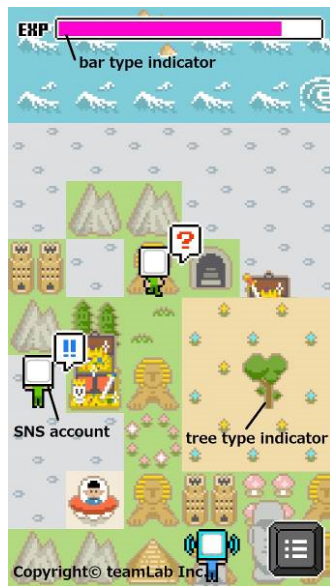 EXP
bar type indicator
?
!!
SNS account
tree type indicator
Copyright© teamLab Inc.